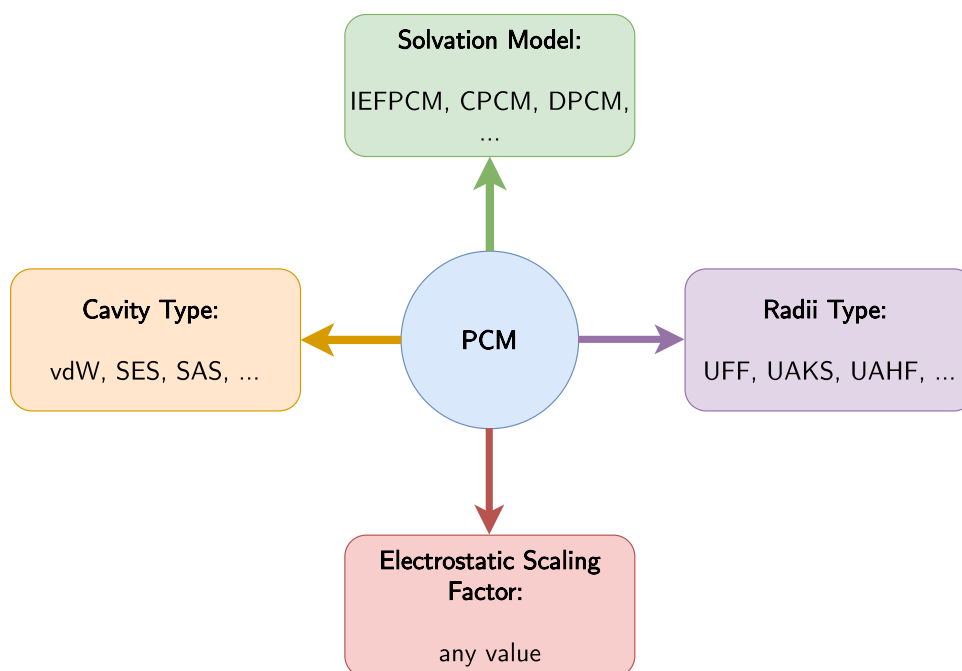 Solvation Model:
IEFPCM, CPCM, DPCM,
...
Cavity Type:
vdW, SES, SAS, ...
PCM
Radii Type:
UFF, UAKS, UAHF, ...
Electrostatic Scaling
Factor:
any value